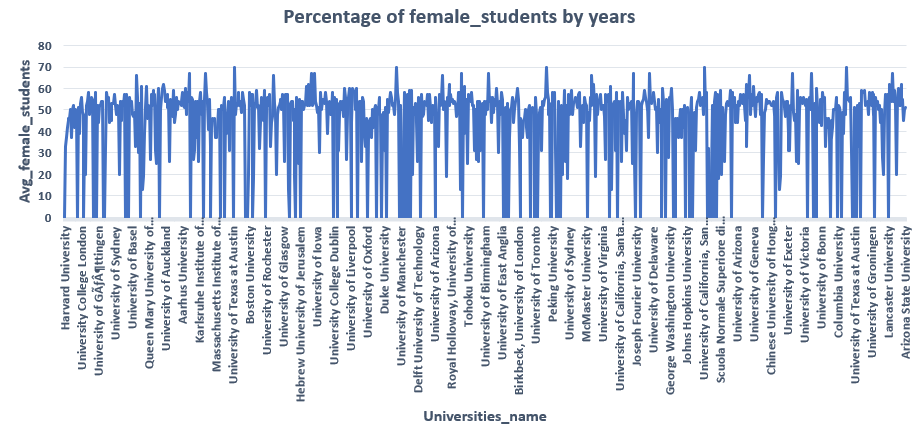 Percentage of female_students by years
Avg_female_students
80
70
60
50
40
30
20
10
0
Harvard University
University College London
University of GÃƒÂ¶ttingen
University of Sydney
University of Basel
Queen Mary University of...
University of Auckland
Aarhus University
Karlsruhe Institute of...
Massachusetts Institute of...
University of Texas at Austin
Boston University
University of Rochester
University of Glasgow
Hebrew University of Jerusalem
University of Iowa
University College Dublin
University of Liverpool
University of Oxford
Duke University
University of Manchester
Delft University of Technology
University of Arizona
Royal Holloway, University of...
Tohoku University
University of Birmingham
University of East Anglia
Birkbeck, University of London
University of Toronto
Peking University
University of Sydney
McMaster University
University of Virginia
University of California, Santa...
Joseph Fourier University
University of Delaware
George Washington University
Johns Hopkins University
University of California, San...
Scuola Normale Superiore di...
University of Arizona
University of Geneva
Chinese University of Hong...
University of Exeter
University of Victoria
University of Bonn
Columbia University
University of Texas at Austin
University of Groningen
Lancaster University
Arizona State University
Universities_name